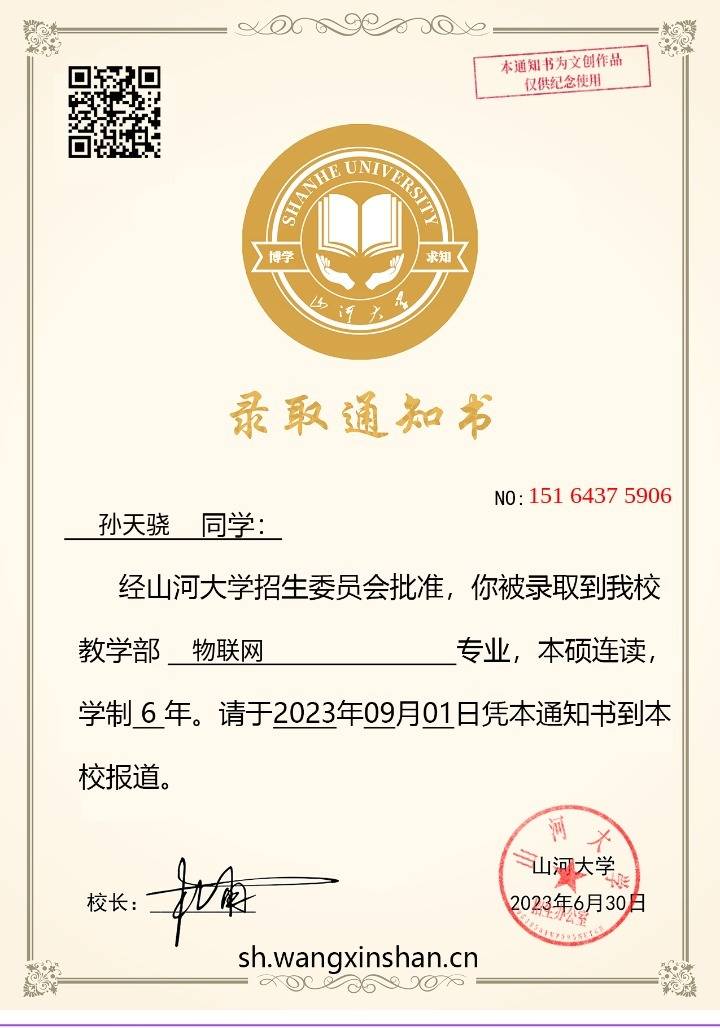 本通知书为文创作品
仅供纪念使用
SHANHE UNIVERSITY
博学 求知
山河大学
录取通知书
NO:151 6437 5906
孙天骁 同学：
经山河大学招生委员会批准，你被录取到我校
教学部 物联网 专业，本硕连读，
学制 6 年。请于2023年09月01日凭本通知书到本
校报道。
山河大学
山河大学
校长：
2023年6月30日
招生办公室
sh.wangxinshan.cn